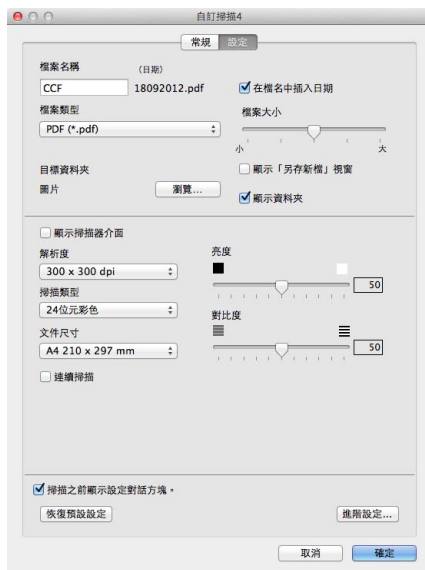 自訂掃描4
常規 設定
檔案名稱 (日期)
CCF 18092012.pdf 在檔名中插入日期
檔案類型 檔案大小
PDF (*.pdf)
小 大
目標資料夾 顯示「另存新檔」視窗
圖片 瀏覽... 顯示資料夾
顯示掃描器介面
解析度 亮度
300 x 300 dpi 50
掃描類型
24位元彩色 對比度
文件尺寸
A4 210 x 297 mm 50
連續掃描
掃描之前顯示設定對話方塊。
恢復預設設定 進階設定...
取消 確定